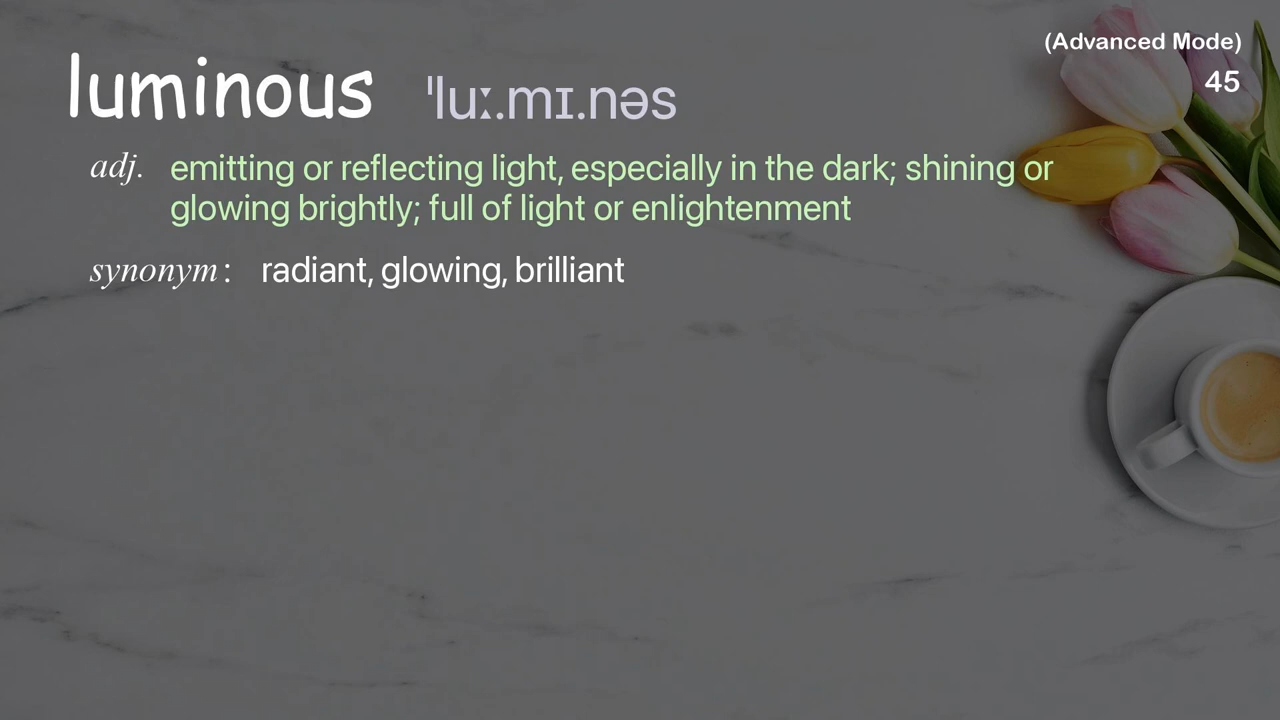 (Advanced Mode)
45
luminous ˈluː.mɪ.nəs
adj. emitting or reflecting light, especially in the dark; shining or
glowing brightly; full of light or enlightenment
synonym: radiant, glowing, brilliant